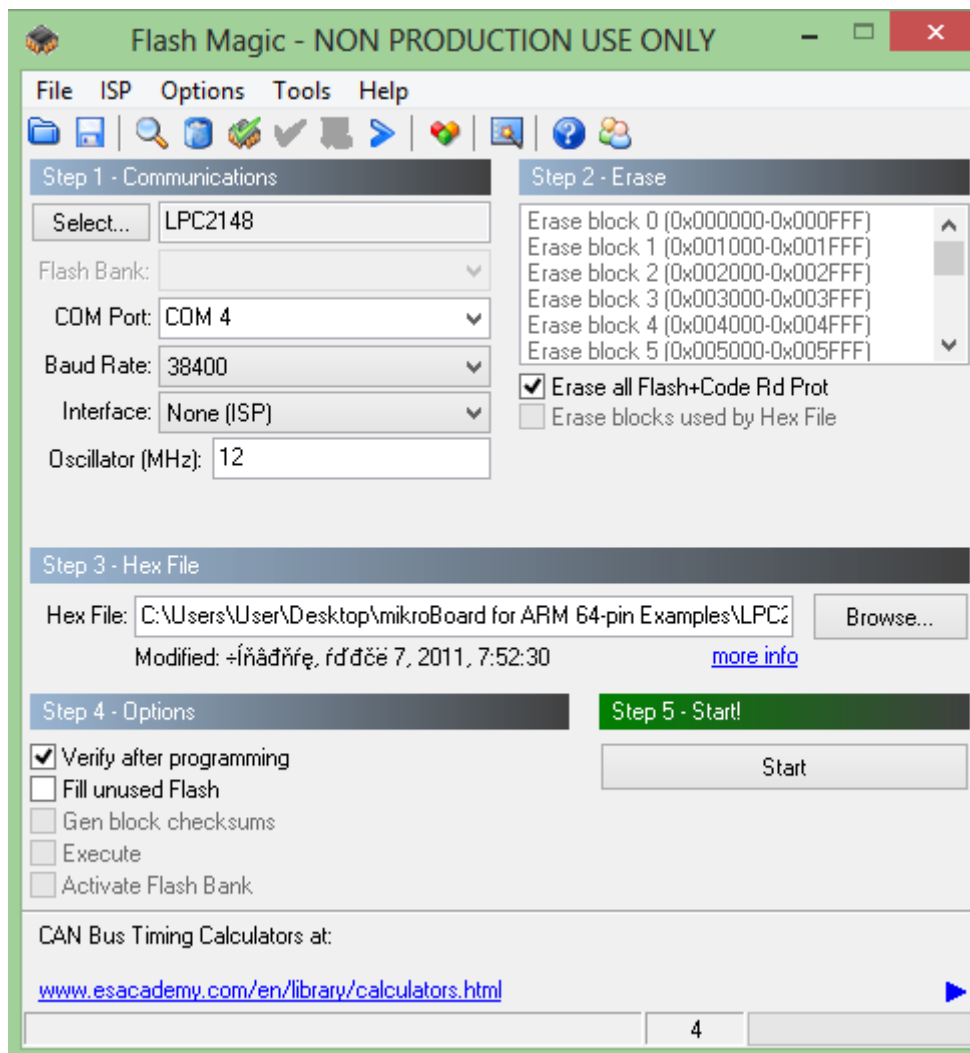 Flash Magic - NON PRODUCTION USE ONLY
File ISP Options Tools Help
Step 1 - Communications
Select... LPC2148
Flash Bank:
COM Port: COM 4
Baud Rate: 38400
Interface: None (ISP)
Oscillator (MHz): 12
Step 2 - Erase
Erase block 0 (0x000000-0x000FFF)
Erase block 1 (0x001000-0x001FFF)
Erase block 2 (0x002000-0x002FFF)
Erase block 3 (0x003000-0x003FFF)
Erase block 4 (0x004000-0x004FFF)
Erase block 5 (0x005000-0x005FFF)
Erase all Flash+Code Rd Prot
Erase blocks used by Hex File
Step 3 - Hex File
Hex File: C:\Users\User\Desktop\mikroBoard for ARM 64-pin Examples\LPC2 Browse...
Modified: ÷Íňâđňŕę, ŕďđčë 7, 2011, 7:52:30 more info
Step 4 - Options
Verify after programming
Fill unused Flash
Gen block checksums
Execute
Activate Flash Bank
Step 5 - Start!
Start
CAN Bus Timing Calculators at:
www.esacademy.com/en/library/calculators.html
4